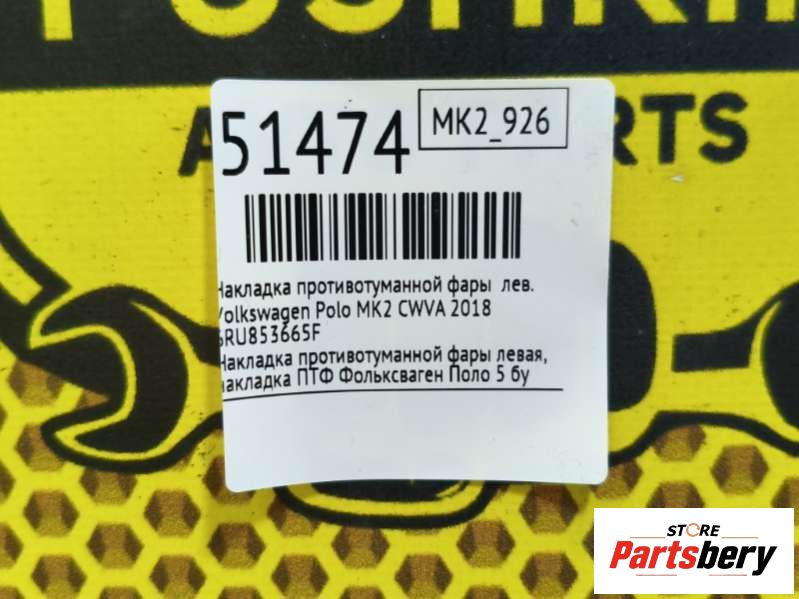 51474
MK2_926
RTS
Накладка противотуманной фары лев.
Volkswagen Polo MK2 CWVA 2018
6RU853665F
Накладка противотуманной фары левая,
накладка ПТФ Фольксваген Поло 5 бу
STORE
Partsbery